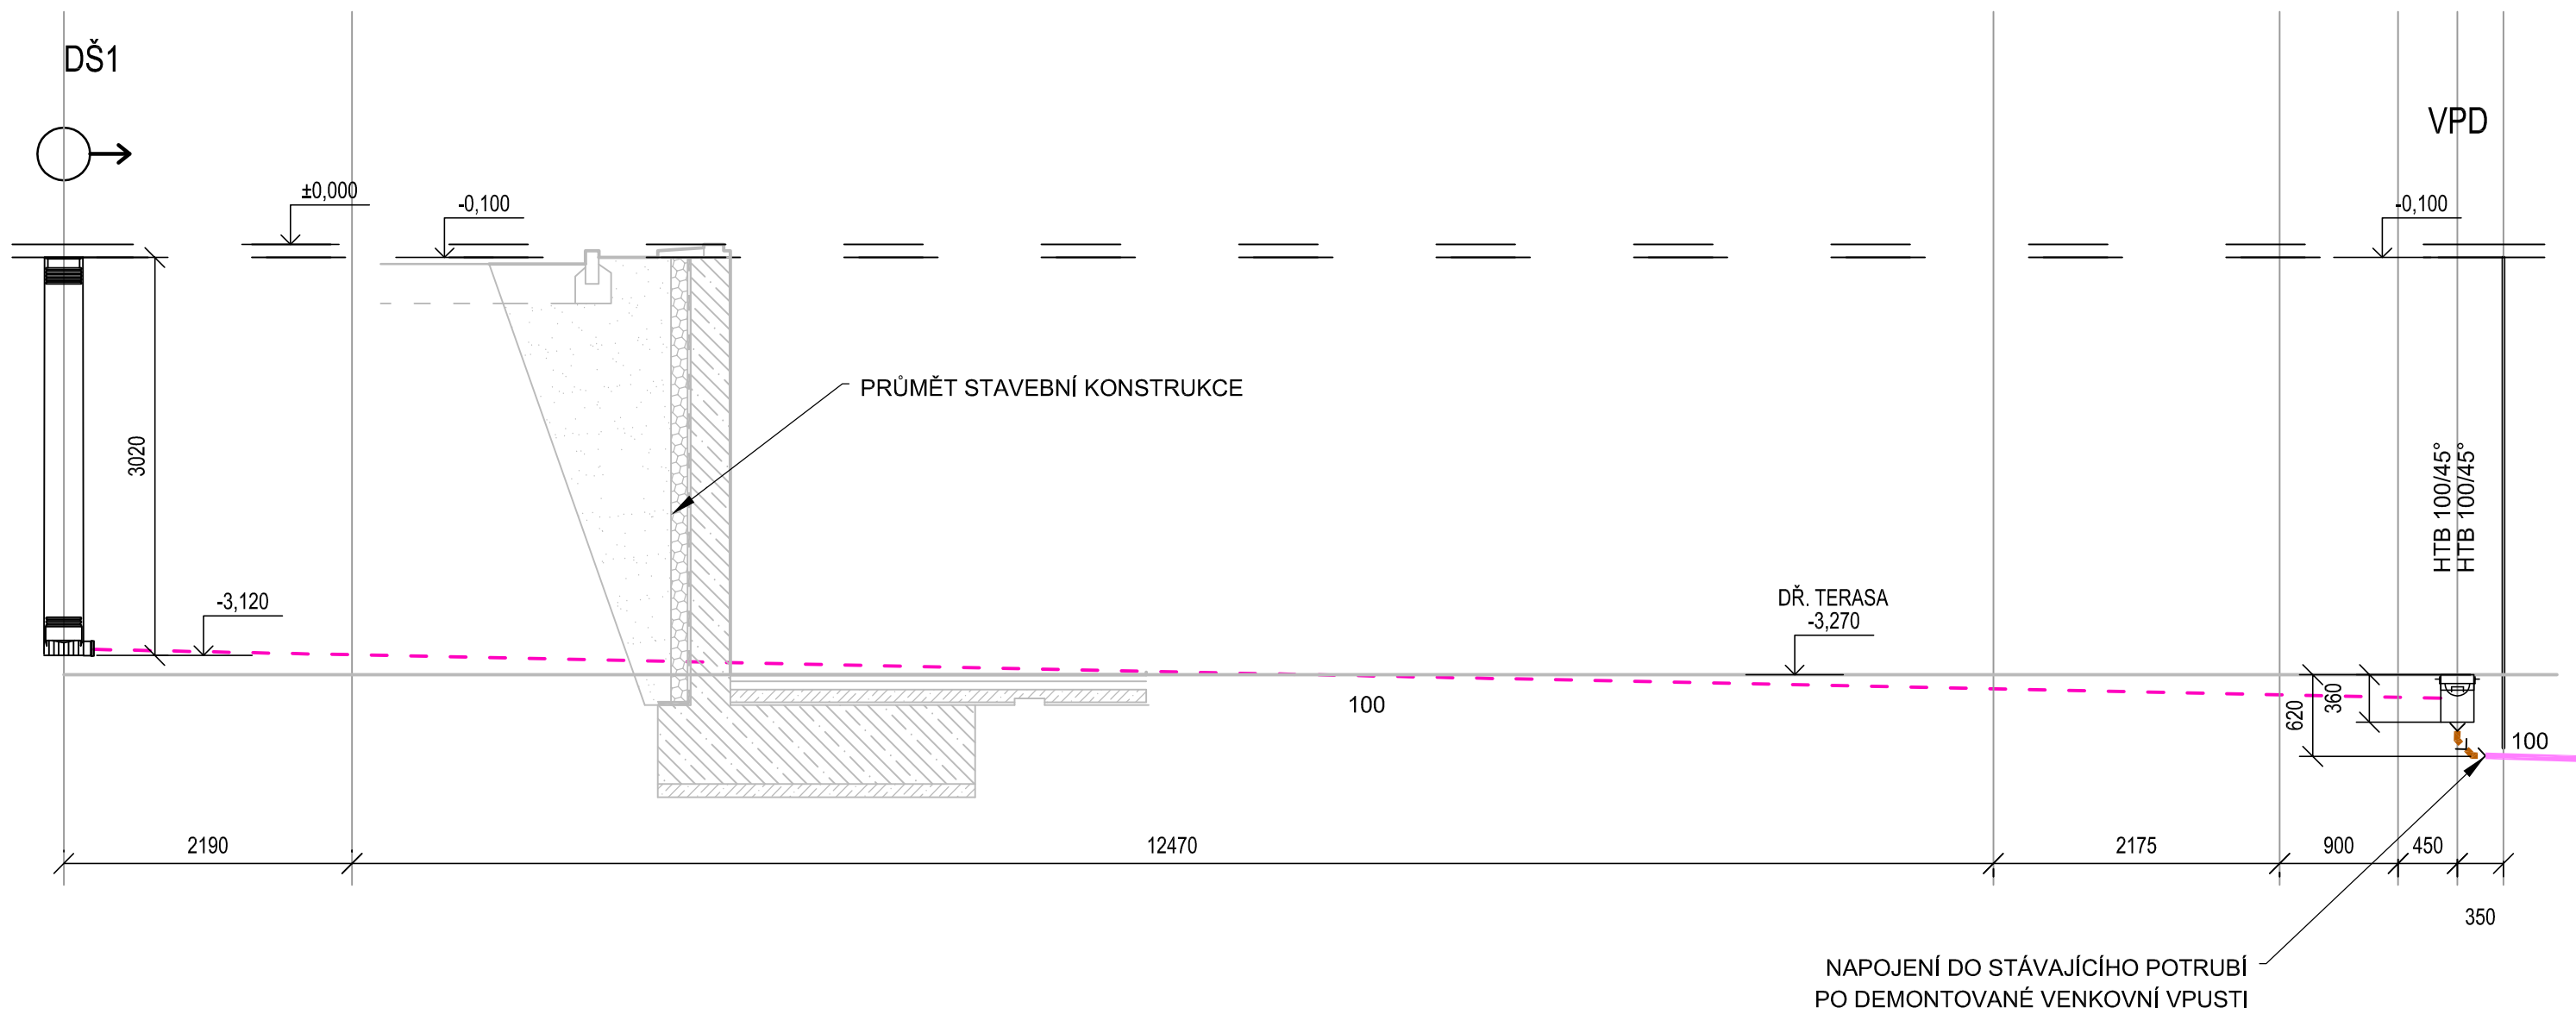 DŠ1
VPD
±0,000
-0,100
-0,100
PRŮMĚT STAVEBNÍ KONSTRUKCE
3020
HTB 100/45°
HTB 100/45°
-3,120
DŘ. TERASA
-3,270
100
620
360
100
2190
12470
2175
900
450
350
NAPOJENÍ DO STÁVAJÍCÍHO POTRUBÍ
PO DEMONTOVANÉ VENKOVNÍ VPUSTI